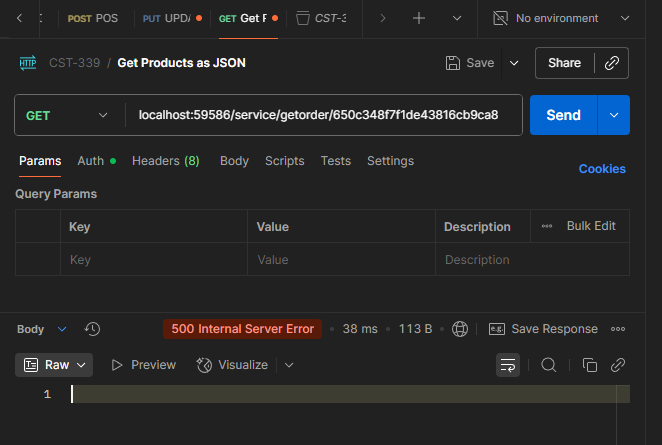 POST POS PUT UPDA GET Get F CST-3 No environment
HTTP CST-339 / Get Products as JSON Save Share
GET localhost:59586/service/getorder/650c348f7f1de43816cb9ca8 Send
Params Auth Headers (8) Body Scripts Tests Settings Cookies
Query Params
Key Value Description Bulk Edit
Key Value Description
Body 500 Internal Server Error 38 ms 113 B e.g. Save Response
Raw Preview Visualize
1